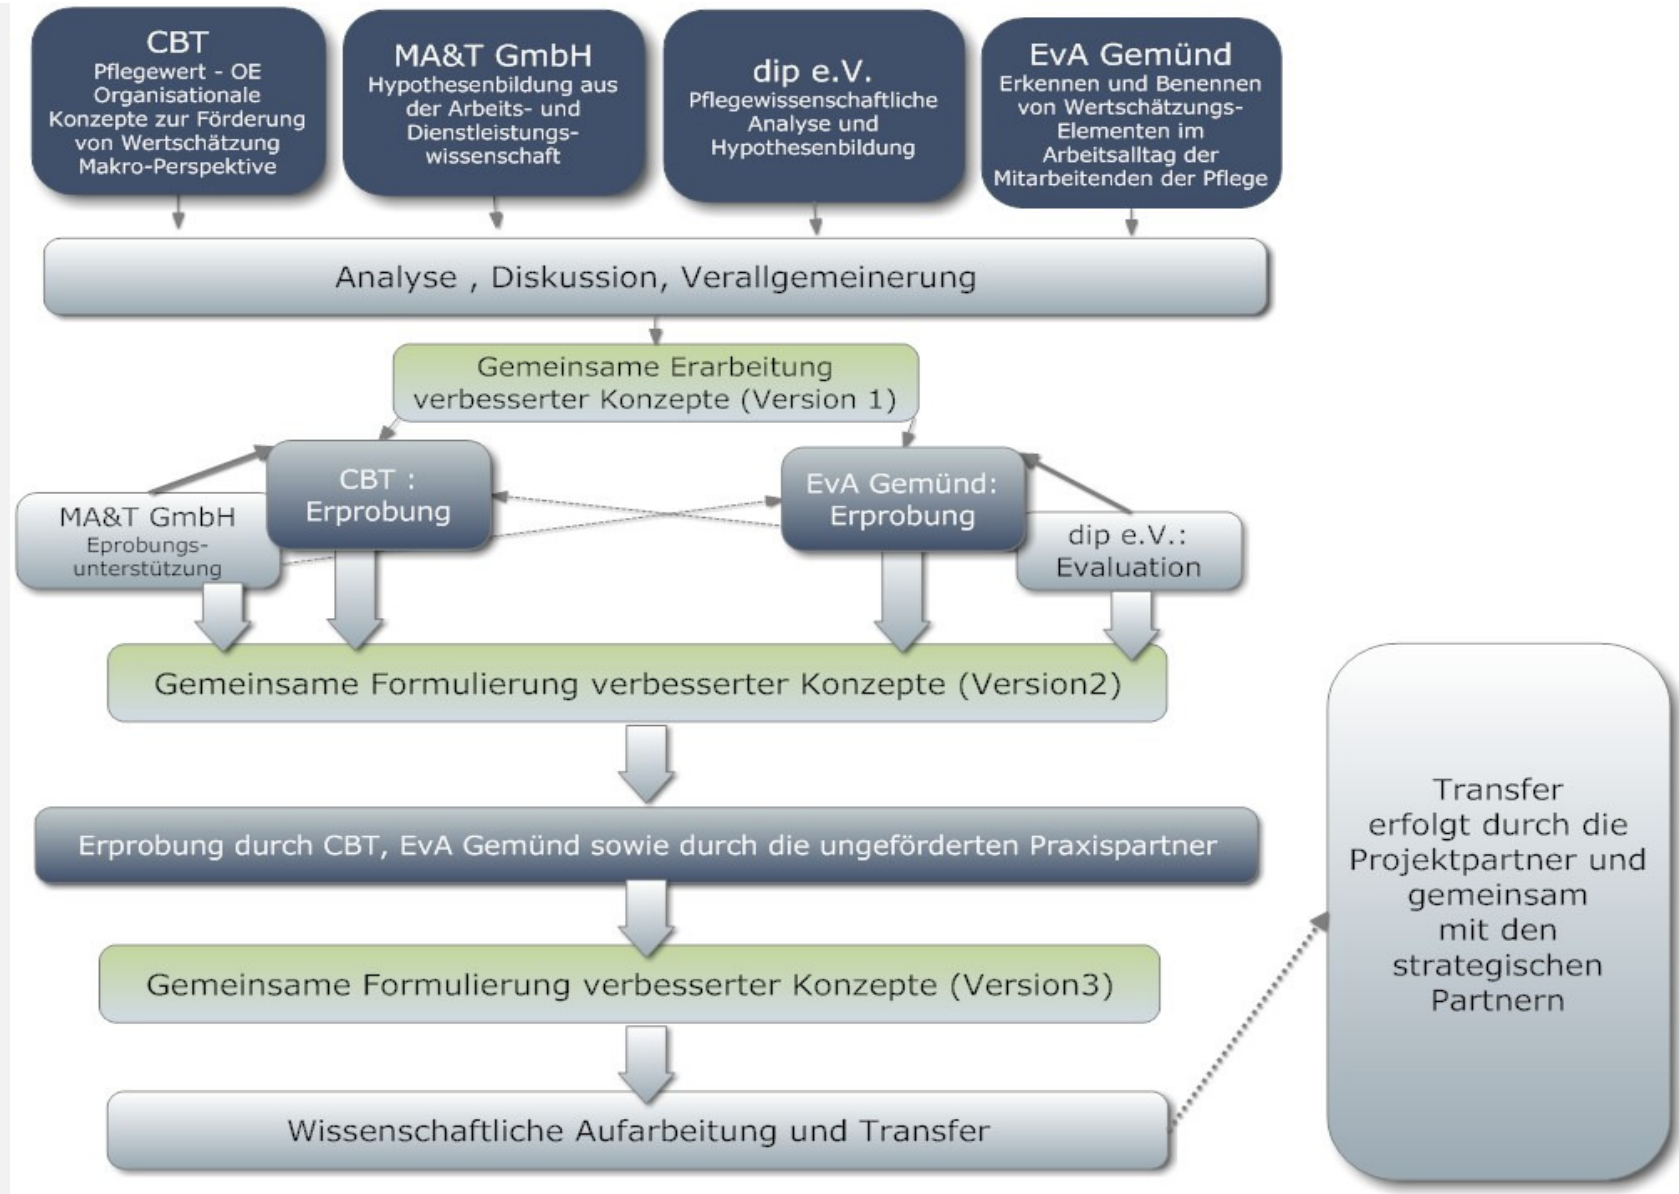 CBT
Pflegewert - OE
Organisationale
Konzepte zur Förderung
von Wertschätzung
Makro-Perspektive
MA&T GmbH
Hypothesenbildung aus
der Arbeits- und
Dienstleistungs-
wissenschaft
dip e.V.
Pflegewissenschaftliche
Analyse und
Hypothesenbildung
EvA Gemünd
Erkennen und Benennen
von Wertschätzungs-
Elementen im
Arbeitsalltag der
Mitarbeitenden der Pflege
Analyse , Diskussion, Verallgemeinerung
Gemeinsame Erarbeitung
verbesserter Konzepte (Version 1)
CBT :
Erprobung
EvA Gemünd:
Erprobung
MA&T GmbH
Eprobungs-
unterstützung
dip e.V.:
Evaluation
Gemeinsame Formulierung verbesserter Konzepte (Version2)
Erprobung durch CBT, EvA Gemünd sowie durch die ungeförderten Praxispartner
Gemeinsame Formulierung verbesserter Konzepte (Version3)
Wissenschaftliche Aufarbeitung und Transfer
Transfer
erfolgt durch die
Projektpartner und
gemeinsam
mit den
strategischen
Partnern